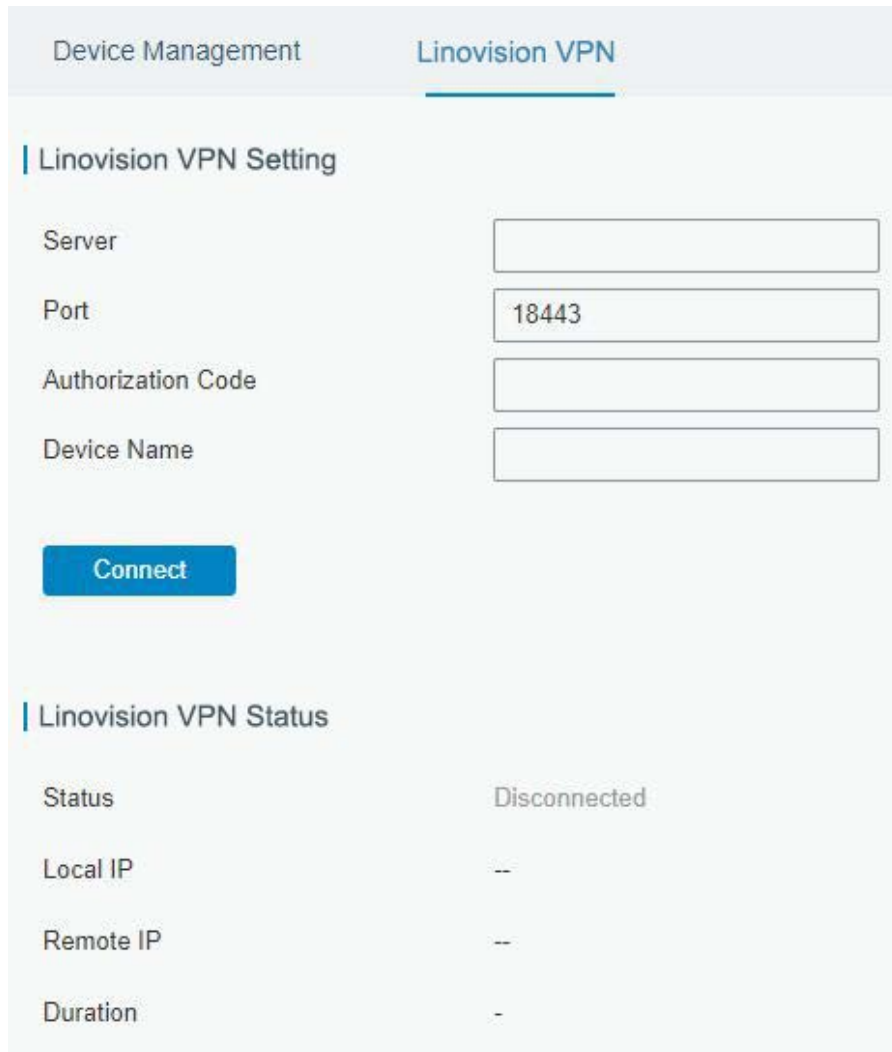 Device Management Linovision VPN
Linovision VPN Setting
Server
Port 18443
Authorization Code
Device Name
Connect
Linovision VPN Status
Status Disconnected
Local IP --
Remote IP --
Duration -